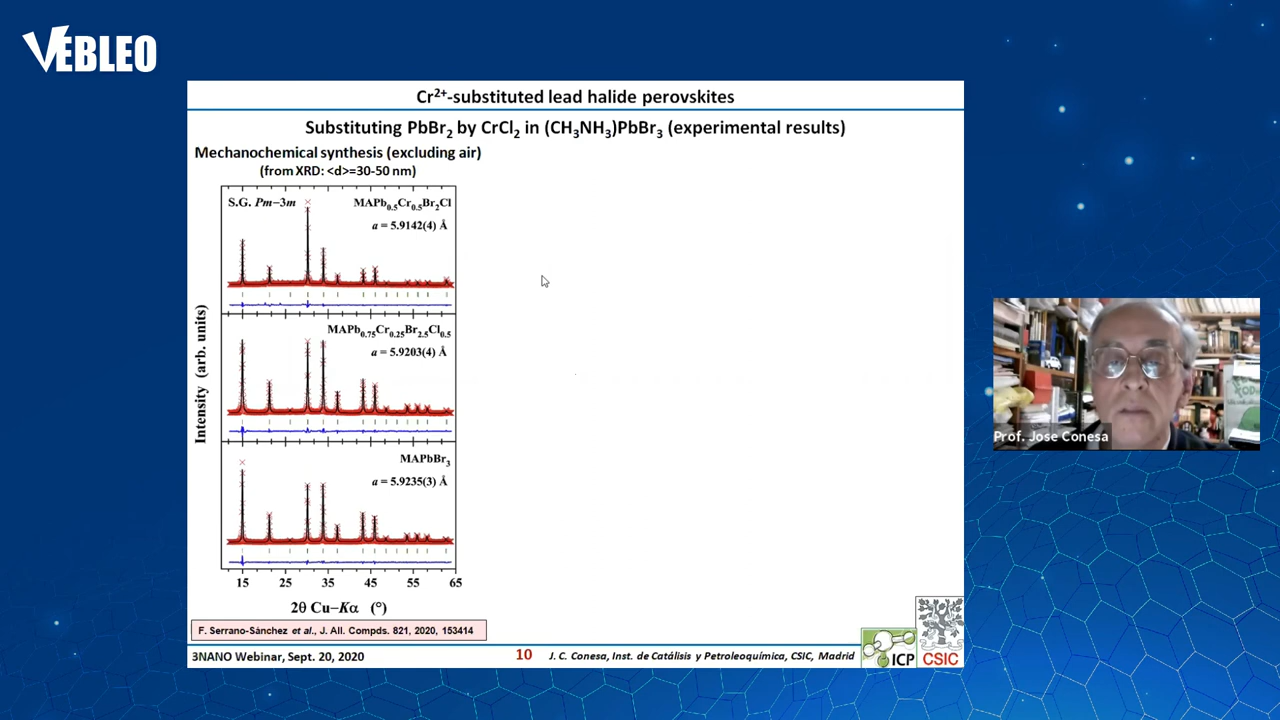 VEBLEO
Cr²⁺-substituted lead halide perovskites
Substituting PbBr₂ by CrCl₂ in (CH₃NH₃)PbBr₃ (experimental results)
Mechanochemical synthesis (excluding air)
(from XRD: <d>=30-50 nm)
S.G. Pm−3m
MAPb₀.₅Cr₀.₅Br₂Cl
a = 5.9142(4) Å
MAPb₀.₇₅Cr₀.₂₅Br₂.₅Cl₀.₅
a = 5.9203(4) Å
MAPbBr₃
a = 5.9235(3) Å
Intensity (arb. units)
15 25 35 45 55 65
2θ Cu−Kα (°)
F. Serrano-Sánchez et al., J. All. Compds. 821, 2020, 153414
3NANO Webinar, Sept. 20, 2020
10
J. C. Conesa, Inst. de Catálisis y Petroleoquímica, CSIC, Madrid
ICP
CSIC
Prof. Jose Conesa